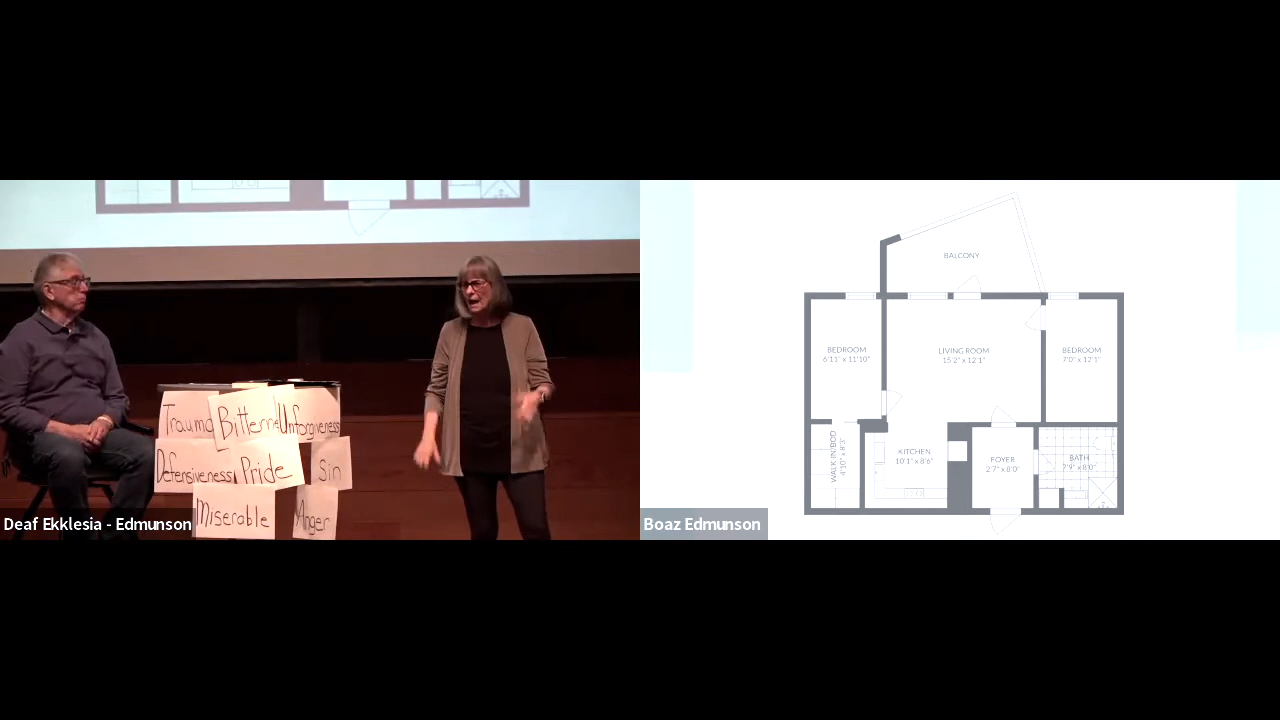 Trauma
Unforgiveness
Defensiveness
Pride
Sin
Miserable
Anger
Deaf Ekklesia - Edmunson
BALCONY
BEDROOM
6'11" x 11'10"
LIVING ROOM
15'2" x 12'1"
BEDROOM
7'0" x 12'1"
WALK-IN/BOD
4'10" x 8'3"
KITCHEN
10'1" x 8'6"
FOYER
2'7" x 8'0"
BATH
7'9" x 8'0"
Boaz Edmunson